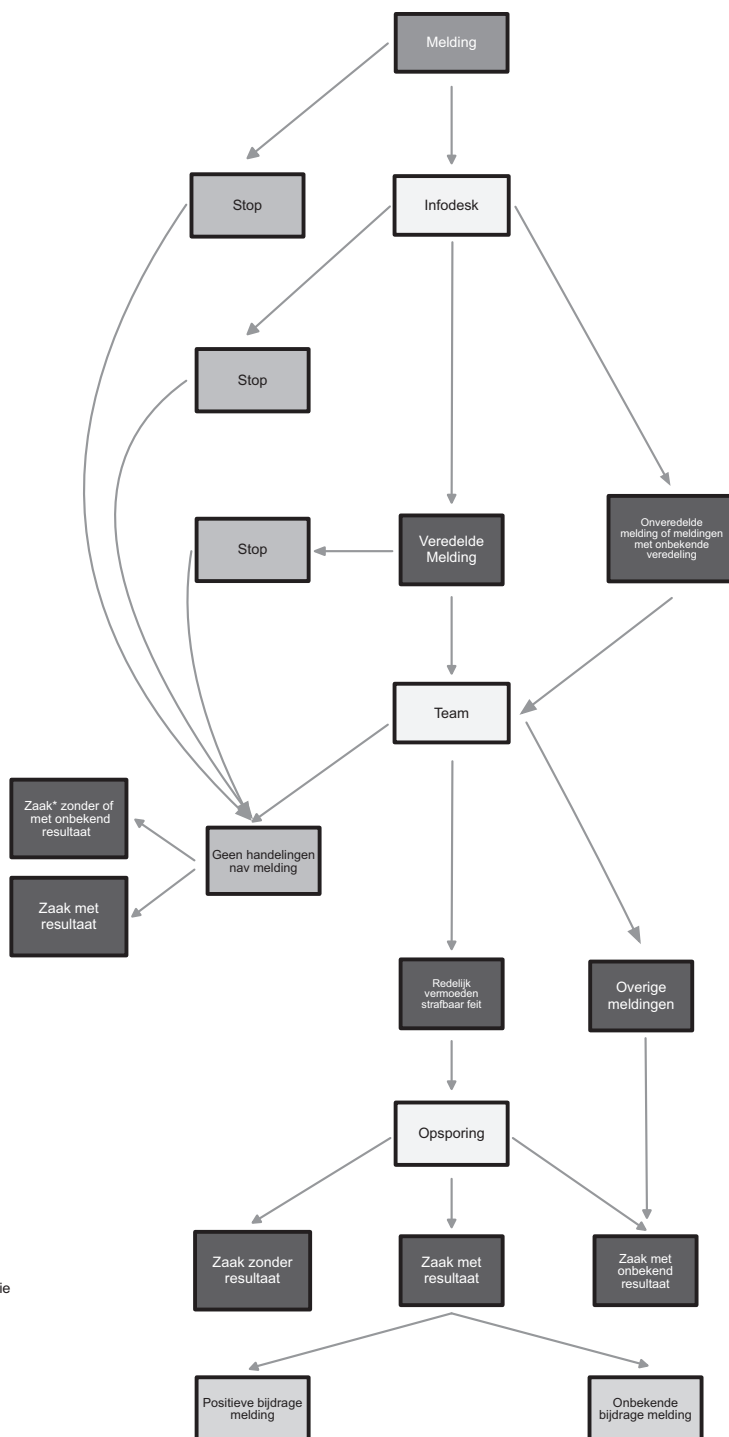 Melding
Stop
Infodesk
Stop
Stop
Veredelde
Melding
Onveredelde
melding of meldingen
met onbekende
veredeling
Team
Zaak* zonder of
met onbekend
resultaat
Geen handelingen
nav melding
Zaak met
resultaat
Redelijk
vermoeden
strafbaar feit
Overige
meldingen
Opsporing
Zaak zonder
resultaat
Zaak met
resultaat
Zaak met
onbekend
resultaat
ie
Positieve bijdrage
melding
Onbekende
bijdrage melding